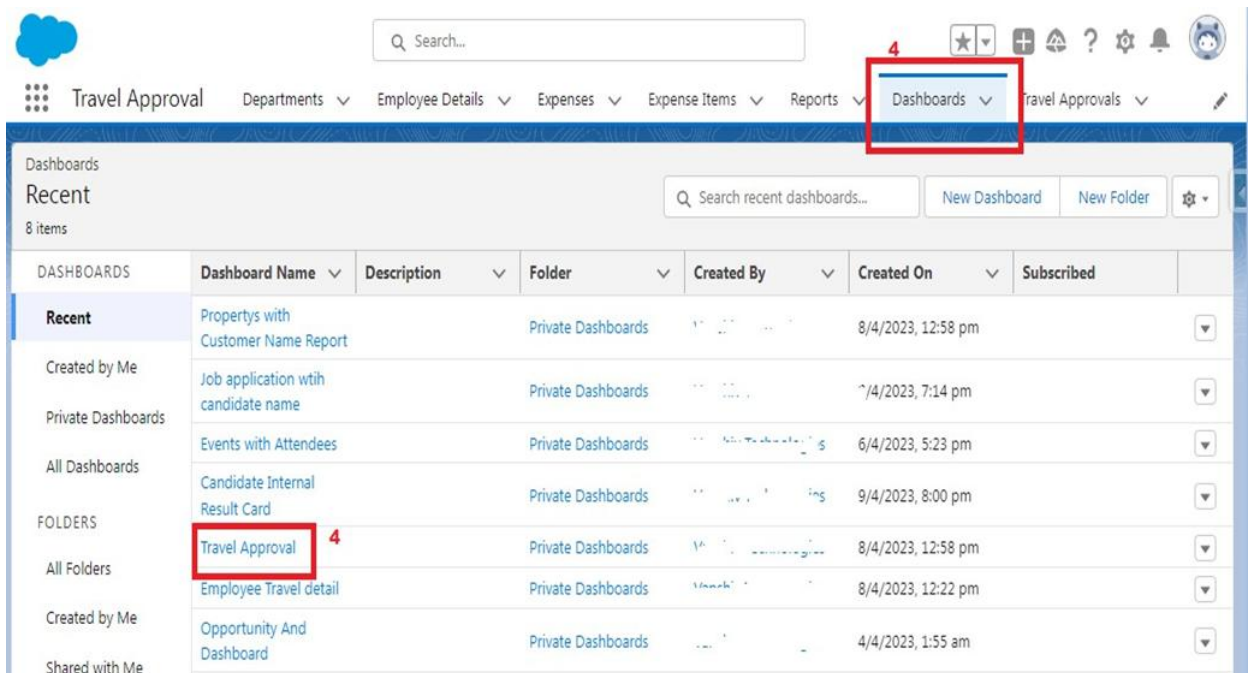 Search...
4
Travel Approval Departments Employee Details Expenses Expense Items Reports Dashboards Travel Approvals
Dashboards
Recent
8 items
Search recent dashboards... New Dashboard New Folder
DASHBOARDS Dashboard Name Description Folder Created By Created On Subscribed
Recent
Created by Me
Private Dashboards
All Dashboards
FOLDERS
All Folders
Created by Me
Shared with Me
Propertys with
Customer Name Report Private Dashboards 8/4/2023, 12:58 pm
Job application wtih
candidate name Private Dashboards /4/2023, 7:14 pm
Events with Attendees Private Dashboards 6/4/2023, 5:23 pm
Candidate Internal
Result Card Private Dashboards 9/4/2023, 8:00 pm
Travel Approval 4 Private Dashboards 8/4/2023, 12:58 pm
Employee Travel detail Private Dashboards 8/4/2023, 12:22 pm
Opportunity And
Dashboard Private Dashboards 4/4/2023, 1:55 am